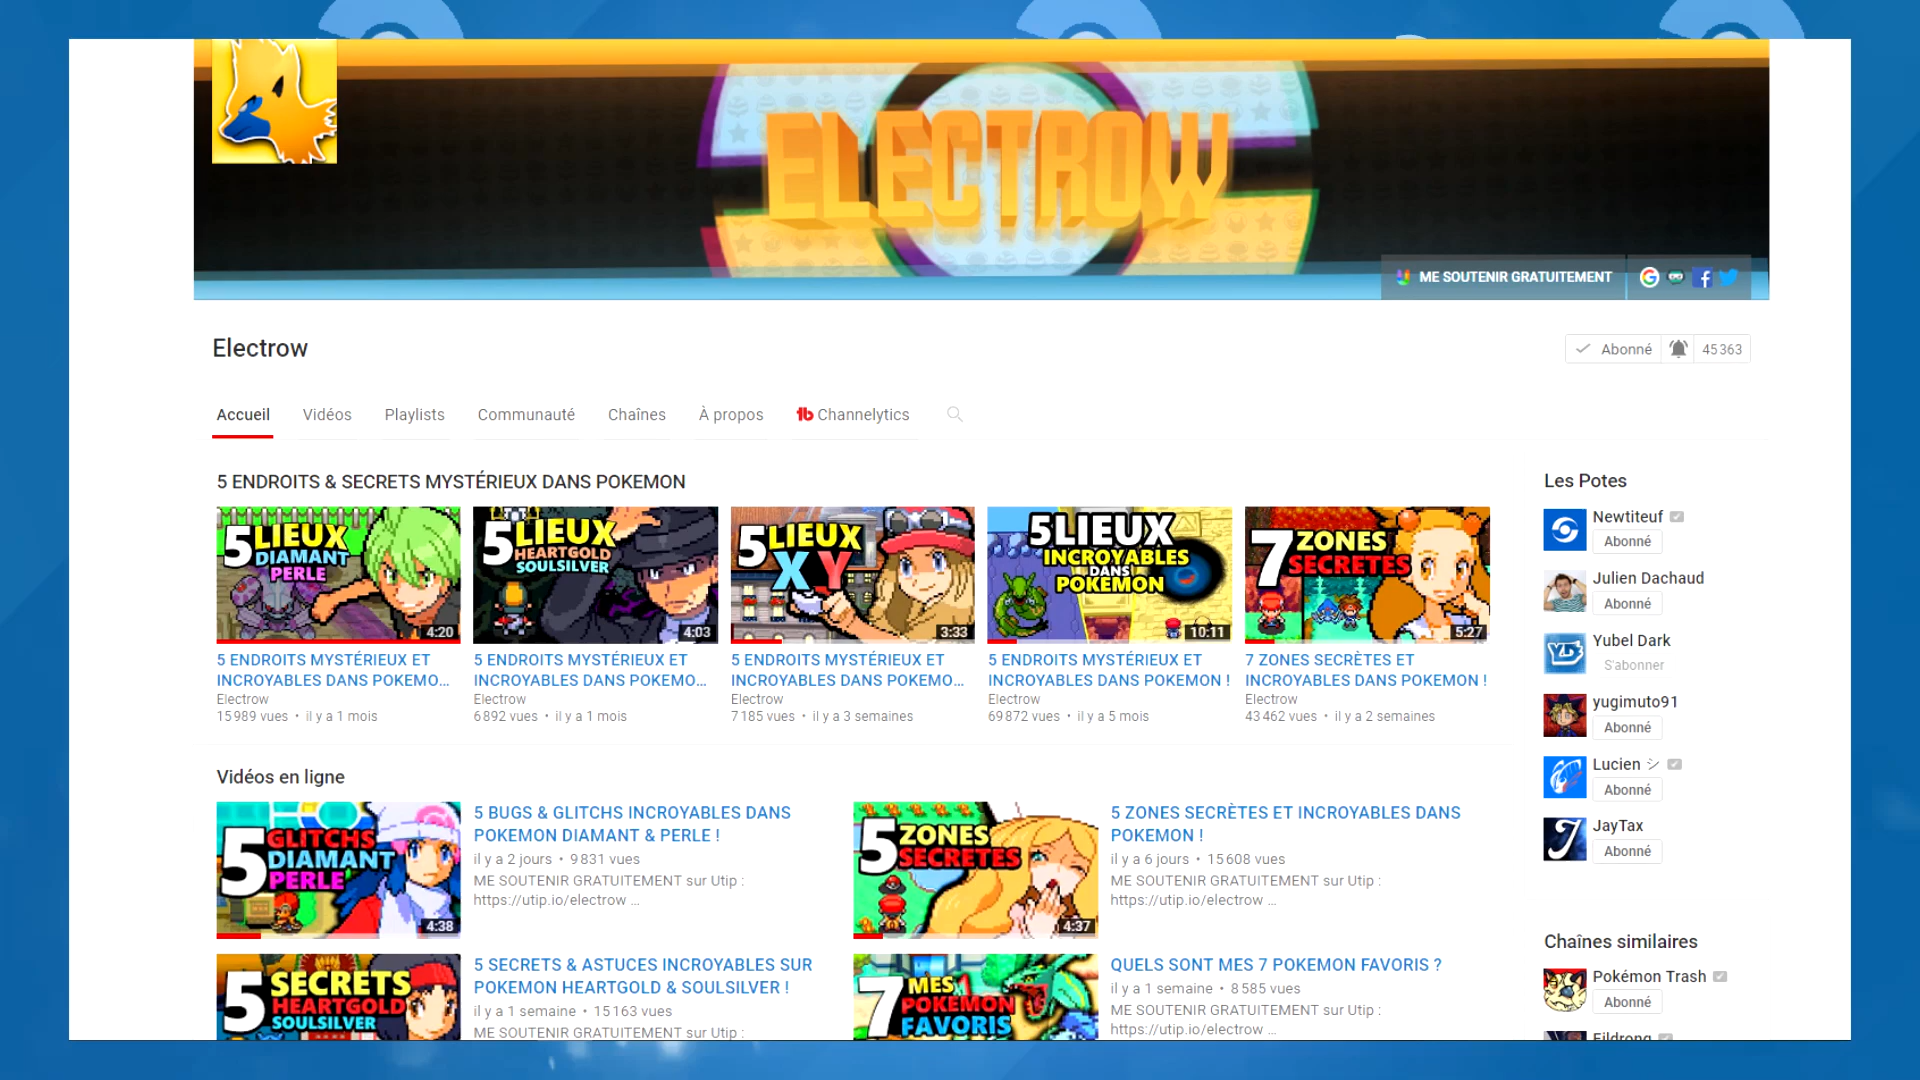 ELECTROW
ME SOUTENIR GRATUITEMENT
Electrow
Abonné
45 363
Accueil
Vidéos
Playlists
Communauté
Chaînes
À propos
Channelytics
5 ENDROITS & SECRETS MYSTÉRIEUX DANS POKEMON
5 LIEUX
DIAMANT
PERLE
4:20
5 ENDROITS MYSTÉRIEUX ET
INCROYABLES DANS POKEMO...
Electrow
15 989 vues • il y a 1 mois
5 LIEUX
HEARTGOLD
SOULSILVER
4:03
5 ENDROITS MYSTÉRIEUX ET
INCROYABLES DANS POKEMO...
Electrow
6 892 vues • il y a 1 mois
5 LIEUX
X Y
3:33
5 ENDROITS MYSTÉRIEUX ET
INCROYABLES DANS POKEMO...
Electrow
7 185 vues • il y a 3 semaines
5 LIEUX
INCROYABLES
DANS
POKEMON
10:11
5 ENDROITS MYSTÉRIEUX ET
INCROYABLES DANS POKEMON !
Electrow
69 872 vues • il y a 5 mois
7 ZONES
SECRETES
5:27
7 ZONES SECRÈTES ET
INCROYABLES DANS POKEMON !
Electrow
43 462 vues • il y a 2 semaines
Vidéos en ligne
5 GLITCHS
DIAMANT
PERLE
4:38
5 BUGS & GLITCHS INCROYABLES DANS
POKEMON DIAMANT & PERLE !
il y a 2 jours • 9 831 vues
ME SOUTENIR GRATUITEMENT sur Utip :
https://utip.io/electrow ...
5 ZONES
SECRETES
4:37
5 ZONES SECRÈTES ET INCROYABLES DANS
POKEMON !
il y a 6 jours • 15 608 vues
ME SOUTENIR GRATUITEMENT sur Utip :
https://utip.io/electrow ...
5 SECRETS
HEARTGOLD
SOULSILVER
5 SECRETS & ASTUCES INCROYABLES SUR
POKEMON HEARTGOLD & SOULSILVER !
il y a 1 semaine • 15 163 vues
ME SOUTENIR GRATUITEMENT sur Utip :
7 MES
POKEMON
FAVORIS
QUELS SONT MES 7 POKEMON FAVORIS ?
il y a 1 semaine • 8 585 vues
ME SOUTENIR GRATUITEMENT sur Utip :
https://utip.io/electrow ...
Les Potes
Newtiteuf
Abonné
Julien Dachaud
Abonné
YD
Yubel Dark
S'abonner
yugimuto91
Abonné
Lucien シ
Abonné
J
JayTax
Abonné
Chaînes similaires
Pokémon Trash
Abonné
Fildrong